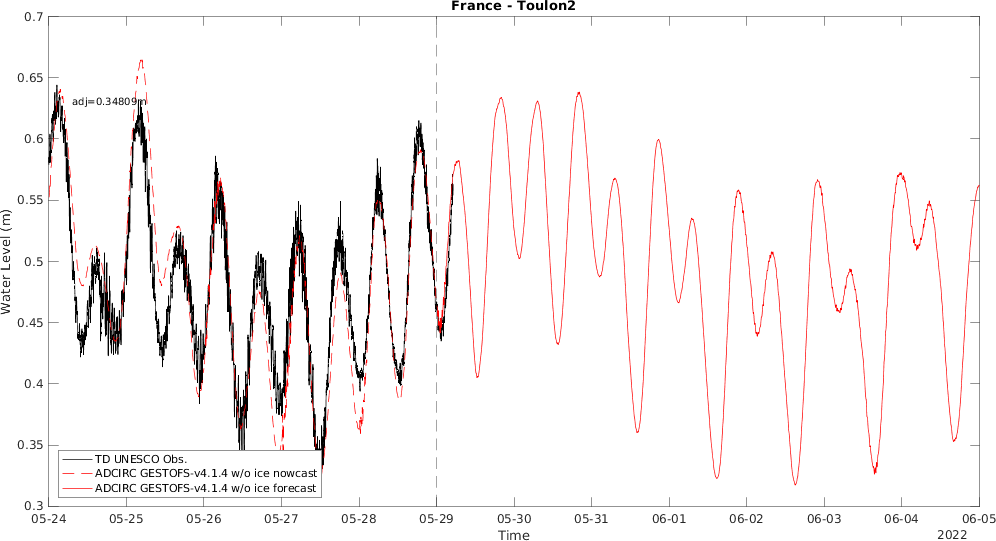 France - Toulon2
0.7
0.65
0.6
0.55
0.5
0.45
0.4
0.35
0.3
Water Level (m)
adj=0.34809
TD UNESCO Obs.
ADCIRC GESTOFS-v4.1.4 w/o ice nowcast
ADCIRC GESTOFS-v4.1.4 w/o ice forecast
05-24 05-25 05-26 05-27 05-28 05-29 05-30 05-31 06-01 06-02 06-03 06-04 06-05
Time
2022